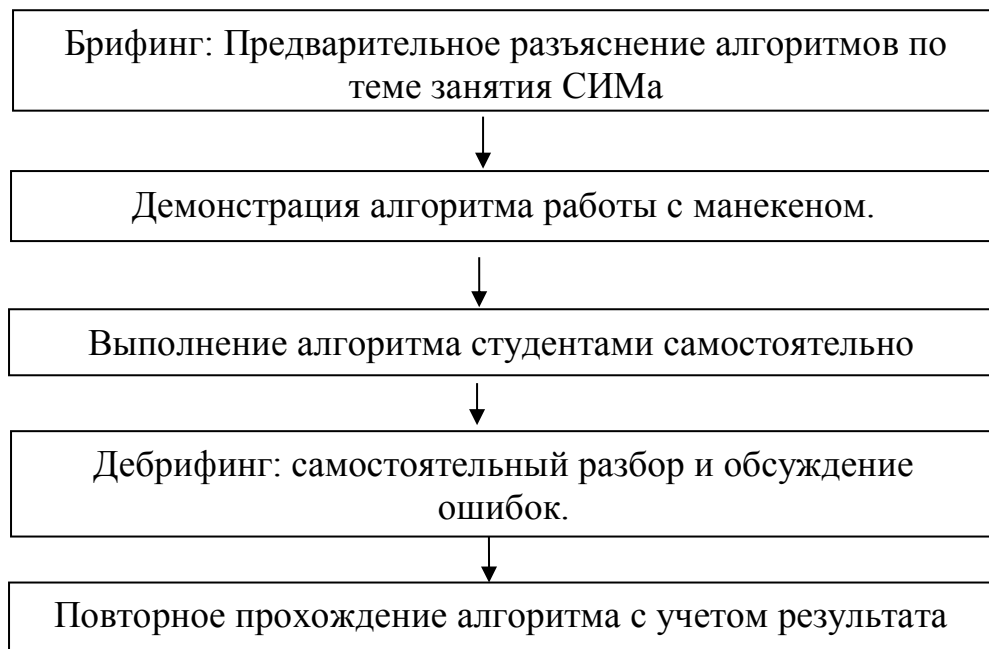 Брифинг: Предварительное разъяснение алгоритмов по
теме занятия СИМа
Демонстрация алгоритма работы с манекеном.
Выполнение алгоритма студентами самостоятельно
Дебрифинг: самостоятельный разбор и обсуждение
ошибок.
Повторное прохождение алгоритма с учетом результата